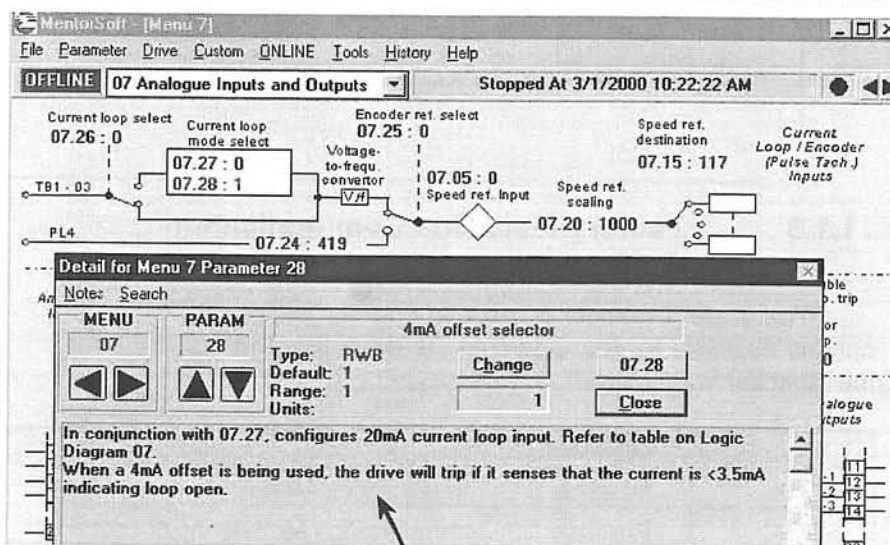 MentorSoft - [Menu 7]
File Parameter Drive Custom ONLINE Tools History Help
OFFLINE 07 Analogue Inputs and Outputs Stopped At 3/1/2000 10:22:22 AM
Current loop select
07.26 : 0
Current loop
mode select
07.27 : 0
07.28 : 1
Encoder ref. select
07.25 : 0
Voltage-
to-frequ.
convertor
V/f
07.05 : 0
Speed ref. Input
Speed ref.
scaling
07.20 : 1000
Speed ref.
destination
07.15 : 117
Current
Loop / Encoder
(Pulse Tach.)
Inputs
TB1 - 03
PL4
07.24 : 419
Detail for Menu 7 Parameter 28
Notes Search
MENU
07
PARAM
28
4mA offset selector
Type: RWB
Default: 1
Range: 1
Units:
Change
1
07.28
Close
In conjunction with 07.27, configures 20mA current loop input. Refer to table on Logic
Diagram 07.
When a 4mA offset is being used, the drive will trip if it senses that the current is <3.5mA
indicating loop open.
trip
11
12
13
14